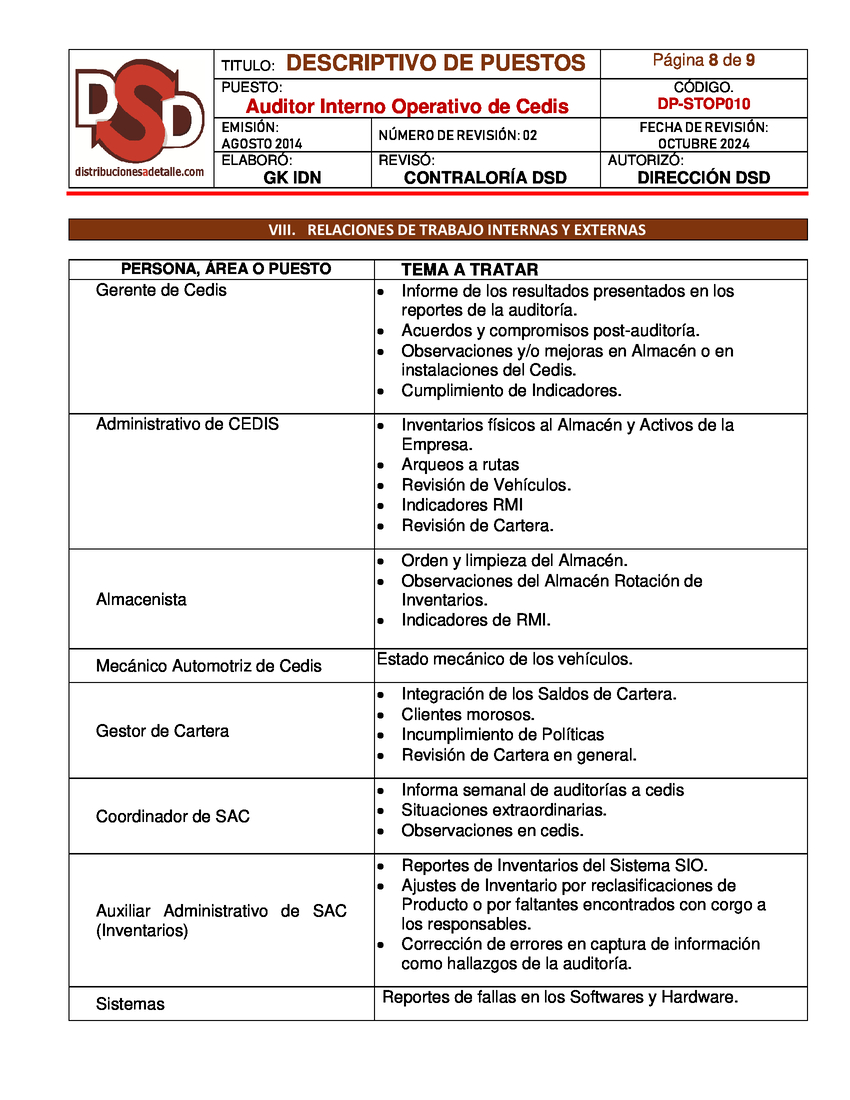 DSD
distribucionesadetalle.com
TITULO: DESCRIPTIVO DE PUESTOS
Página 8 de 9
PUESTO:
Auditor Interno Operativo de Cedis
CÓDIGO.
DP-STOP010
EMISIÓN:
AGOSTO 2014
NÚMERO DE REVISIÓN: 02
FECHA DE REVISIÓN:
OCTUBRE 2024
ELABORÓ:
GK IDN
REVISÓ:
CONTRALORÍA DSD
AUTORIZÓ:
DIRECCIÓN DSD
VIII. RELACIONES DE TRABAJO INTERNAS Y EXTERNAS
PERSONA, ÁREA O PUESTO
TEMA A TRATAR
Gerente de Cedis
• Informe de los resultados presentados en los
reportes de la auditoría.
• Acuerdos y compromisos post-auditoría.
• Observaciones y/o mejoras en Almacén o en
instalaciones del Cedis.
• Cumplimiento de Indicadores.
Administrativo de CEDIS
• Inventarios físicos al Almacén y Activos de la
Empresa.
• Arqueos a rutas
• Revisión de Vehículos.
• Indicadores RMI
• Revisión de Cartera.
Almacenista
• Orden y limpieza del Almacén.
• Observaciones del Almacén Rotación de
Inventarios.
• Indicadores de RMI.
Mecánico Automotriz de Cedis
Estado mecánico de los vehículos.
Gestor de Cartera
• Integración de los Saldos de Cartera.
• Clientes morosos.
• Incumplimiento de Políticas
• Revisión de Cartera en general.
Coordinador de SAC
• Informa semanal de auditorías a cedis
• Situaciones extraordinarias.
• Observaciones en cedis.
Auxiliar Administrativo de SAC
(Inventarios)
• Reportes de Inventarios del Sistema SIO.
• Ajustes de Inventario por reclasificaciones de
Producto o por faltantes encontrados con corgo a
los responsables.
• Corrección de errores en captura de información
como hallazgos de la auditoría.
Sistemas
Reportes de fallas en los Softwares y Hardware.